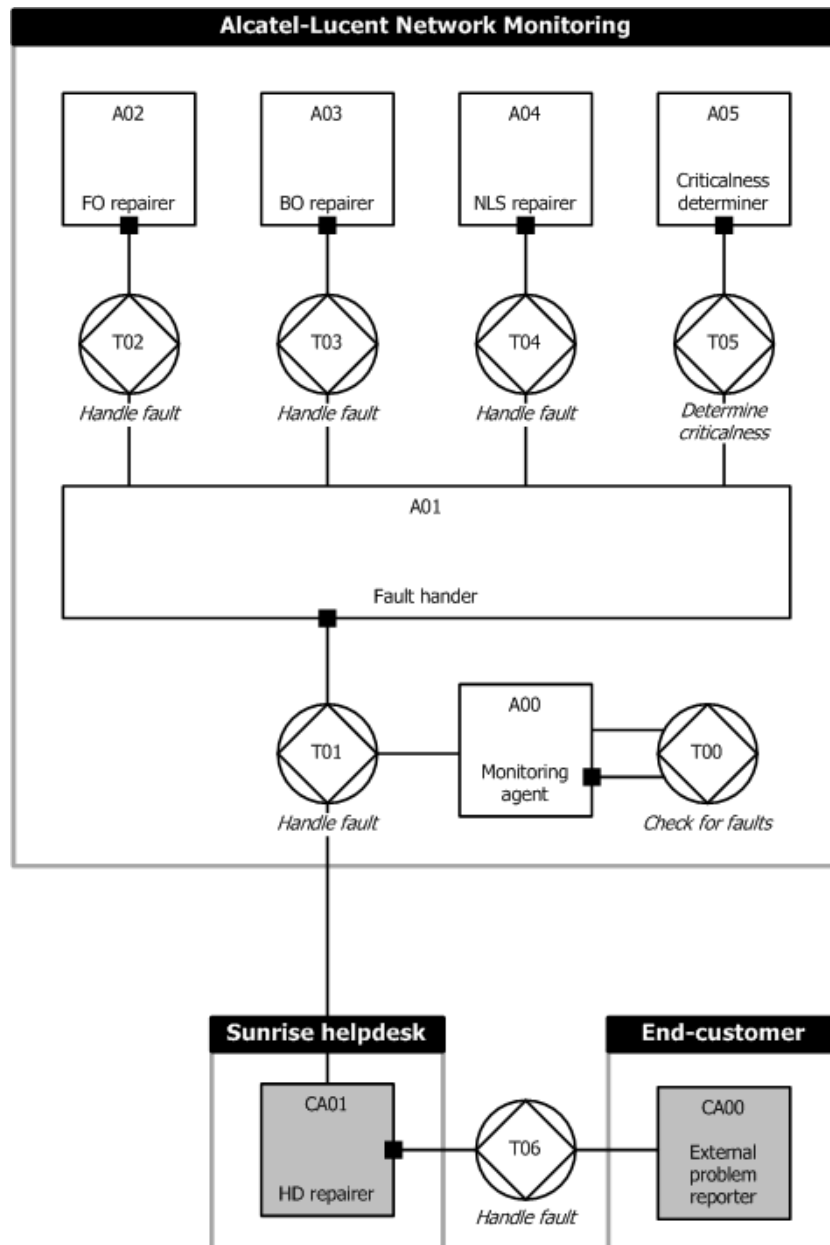 Alcatel-Lucent Network Monitoring
A02
FO repairer
A03
BO repairer
A04
NLS repairer
A05
Criticalness
determiner
T02
Handle fault
T03
Handle fault
T04
Handle fault
T05
Determine
criticalness
A01
Fault hander
T01
Handle fault
A00
Monitoring
agent
T00
Check for faults
Sunrise helpdesk
CA01
HD repairer
T06
Handle fault
End-customer
CA00
External
problem
reporter